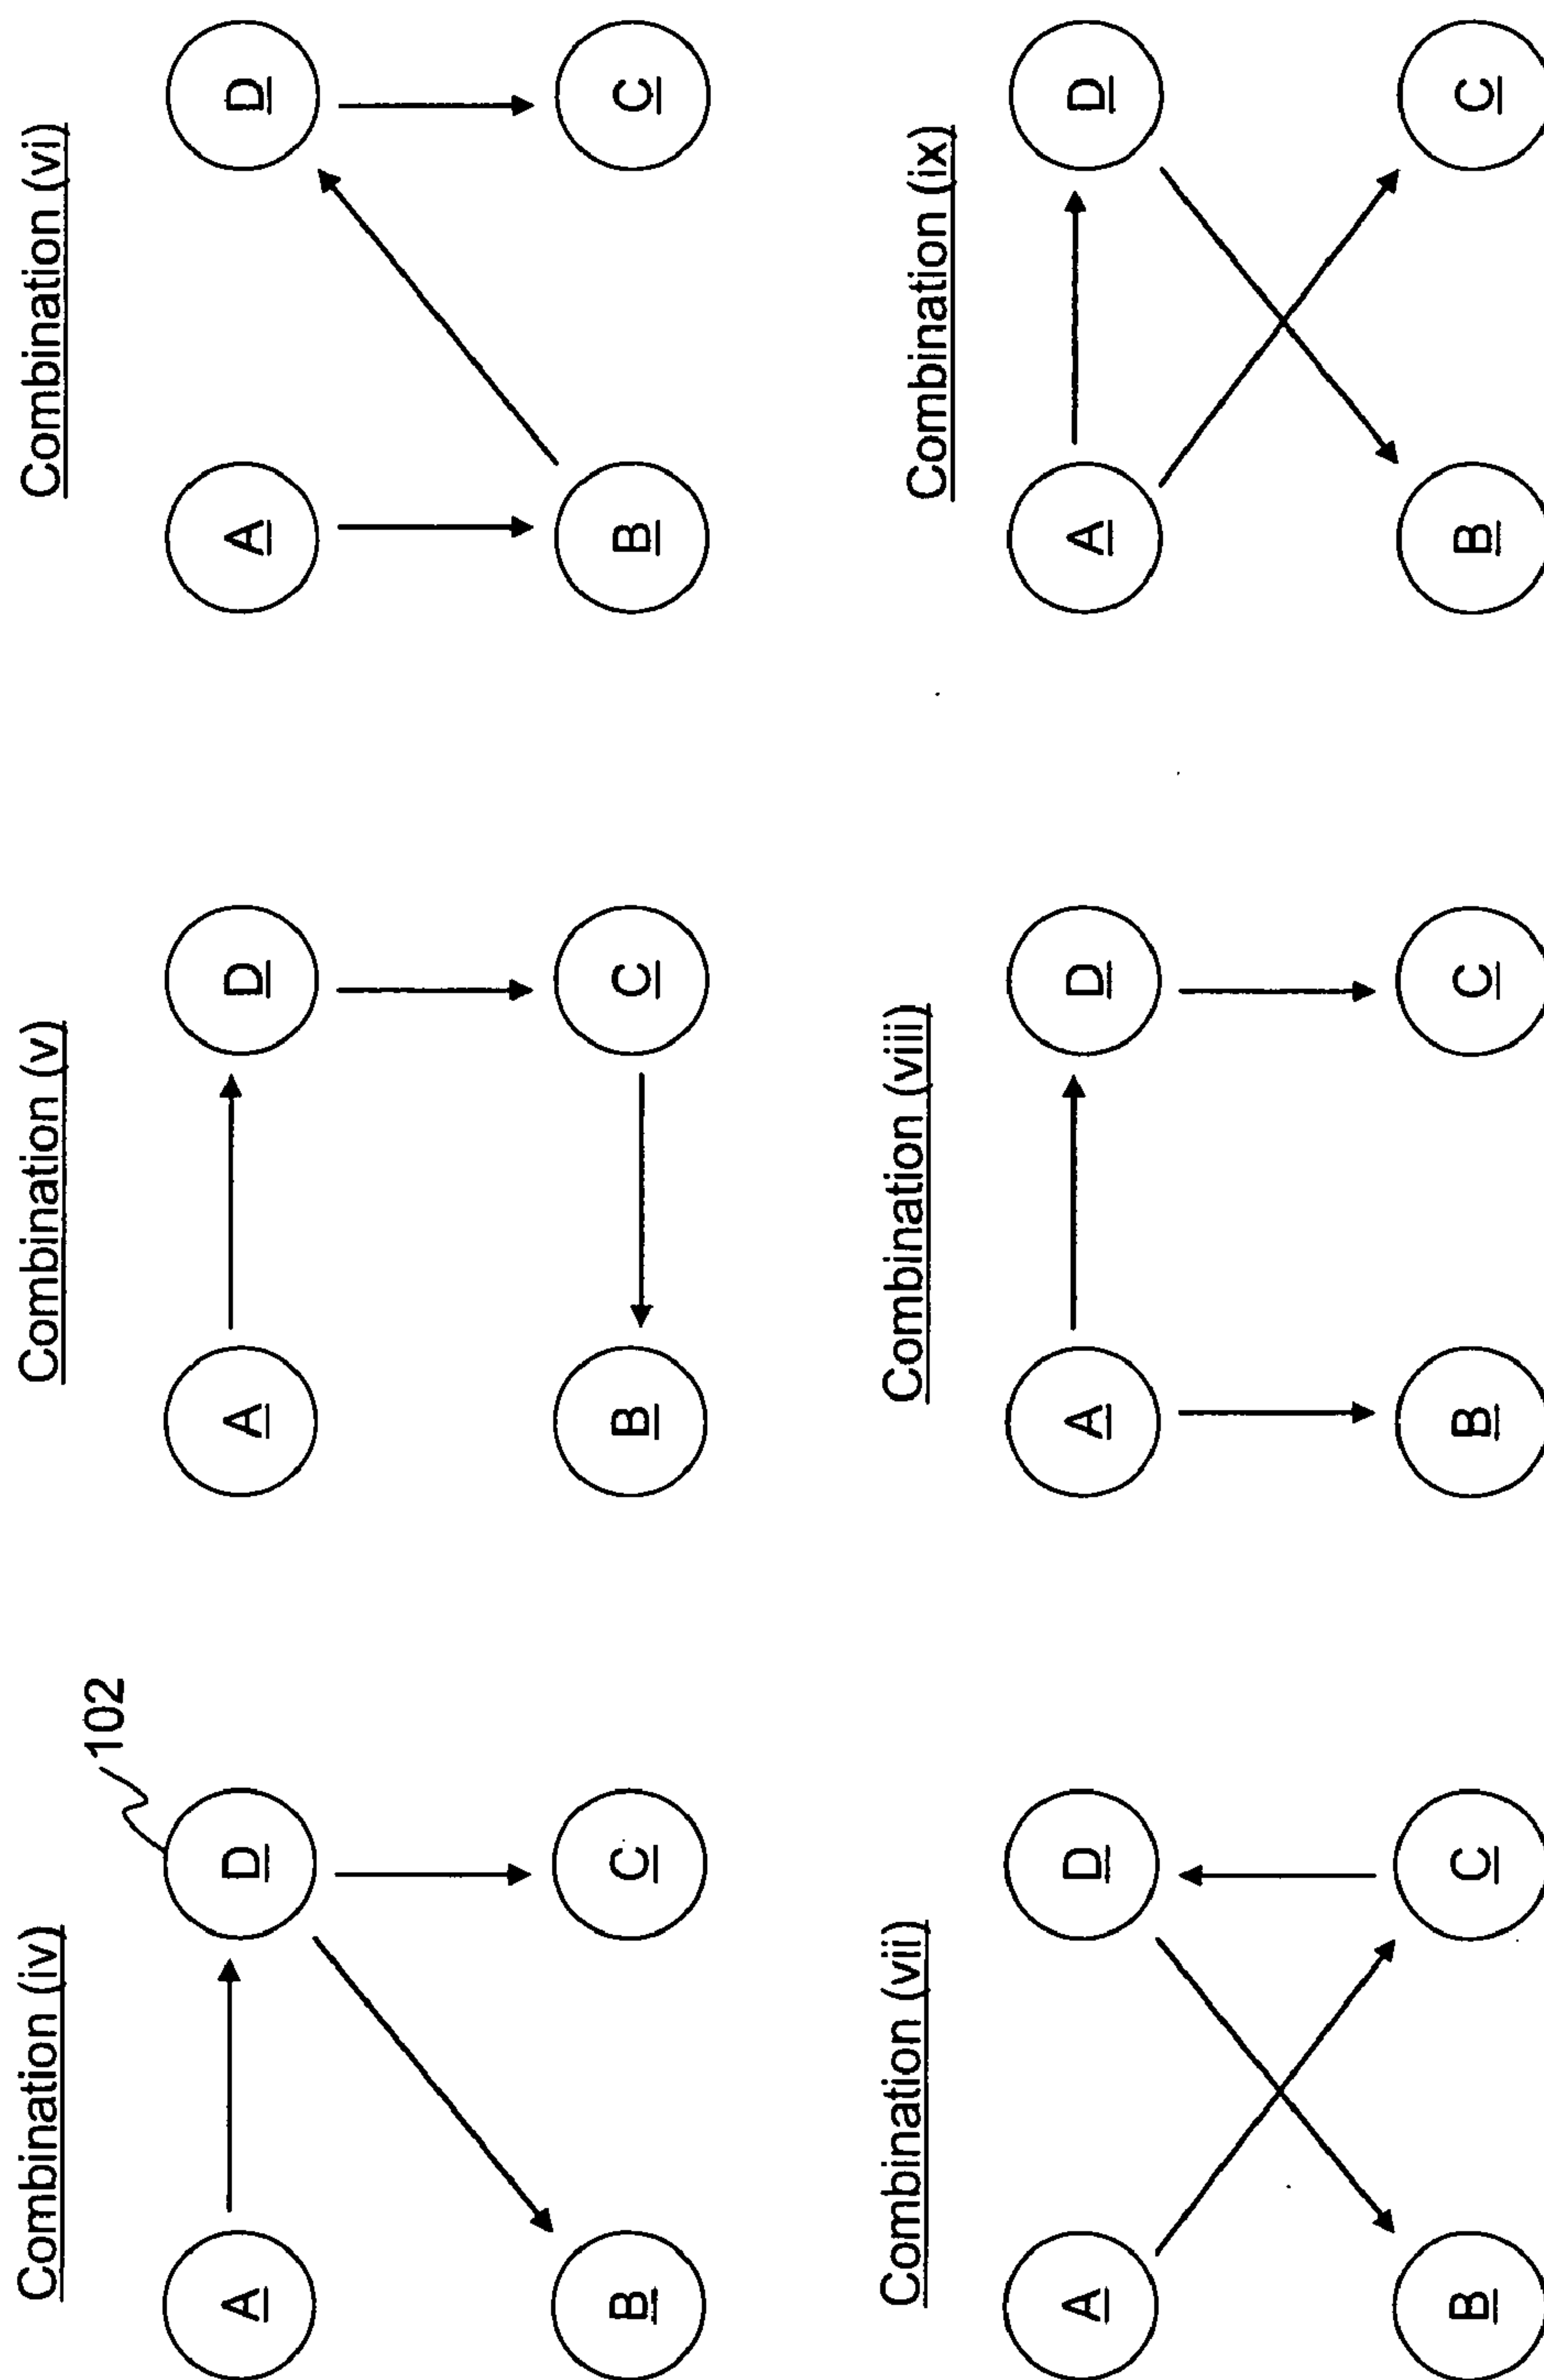 Combination (iv)
Combination (v)
Combination (vi)
102
A
D
A
D
A
D
B
C
B
C
B
C
Combination (vii)
Combination (viii)
Combination (ix)
A
D
A
D
A
D
B
C
B
C
B
C